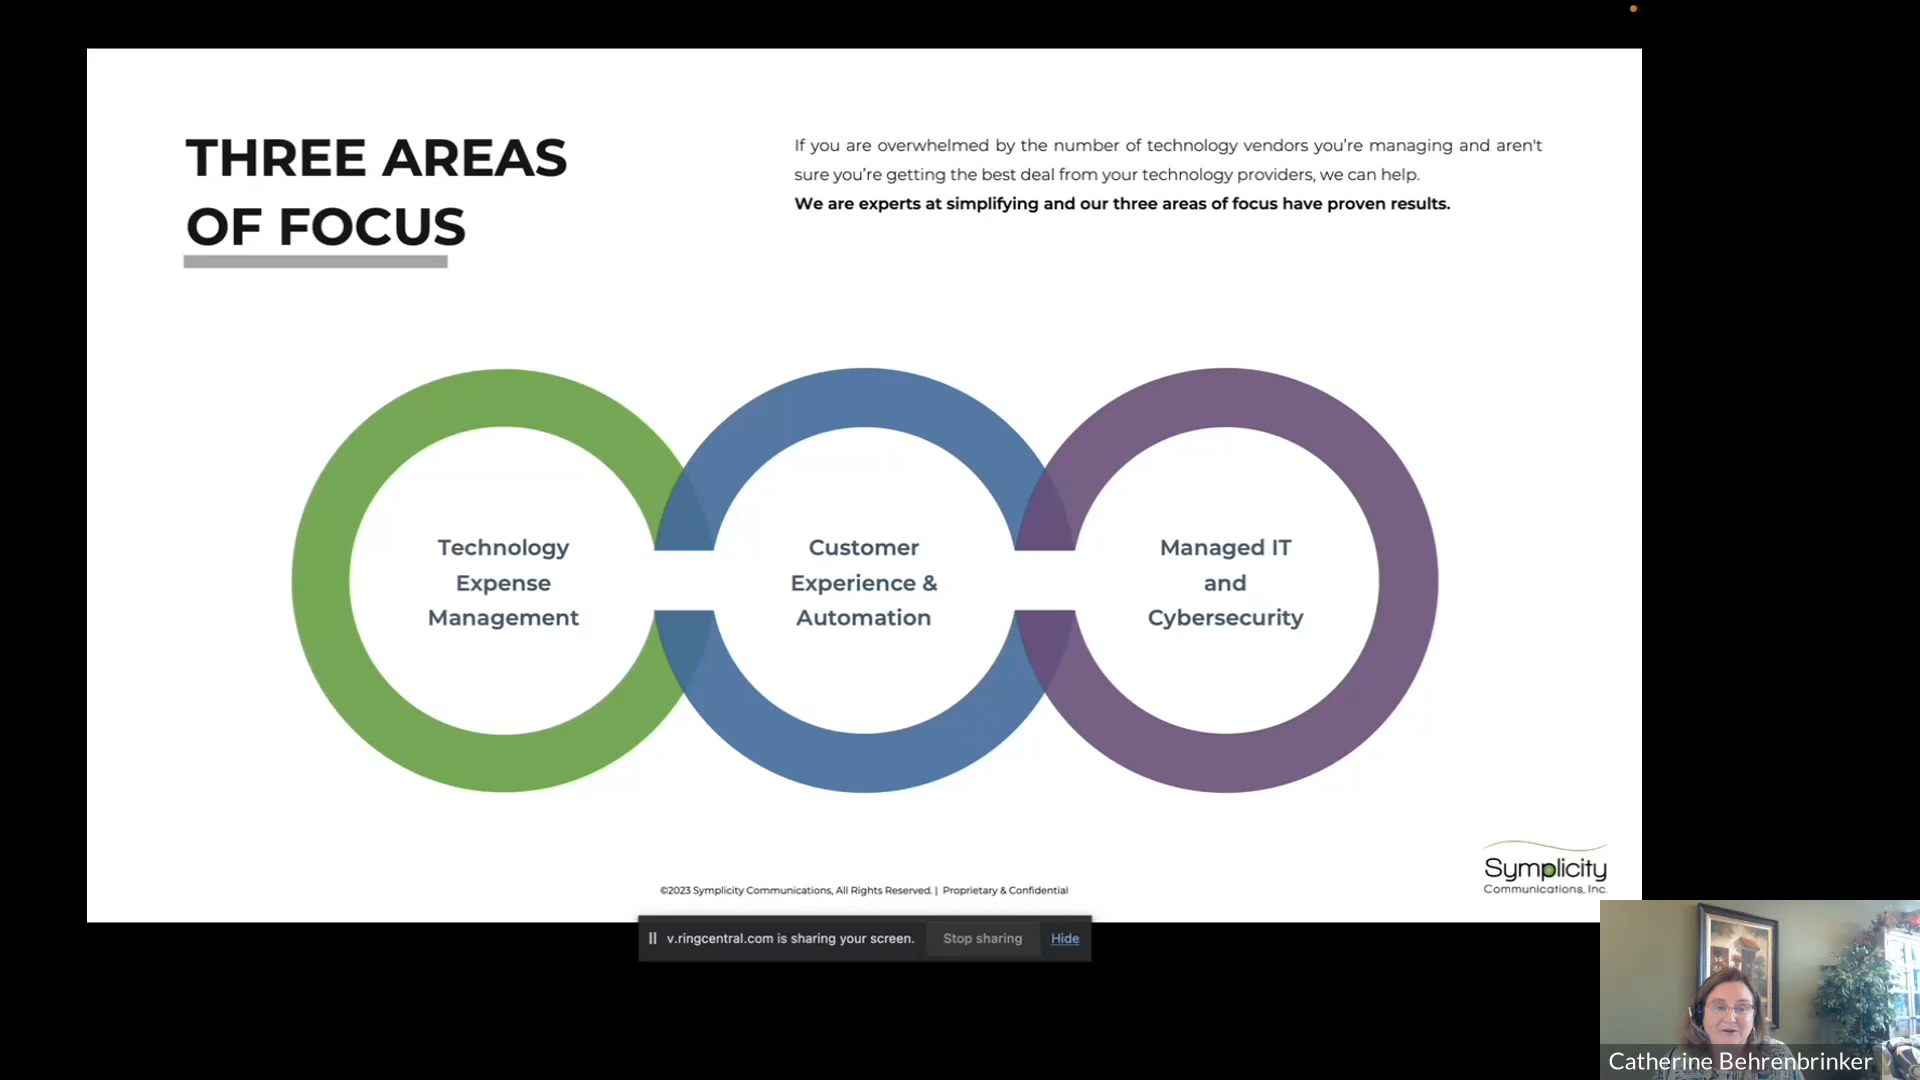 THREE AREAS
OF FOCUS
If you are overwhelmed by the number of technology vendors you're managing and aren't
sure you're getting the best deal from your technology providers, we can help.
We are experts at simplifying and our three areas of focus have proven results.
Technology
Expense
Management
Customer
Experience &
Automation
Managed IT
and
Cybersecurity
Symplicity
Communications, Inc.
©2023 Symplicity Communications, All Rights Reserved. | Proprietary & Confidential
v.ringcentral.com is sharing your screen.
Stop sharing
Hide
Catherine Behrenbrinker